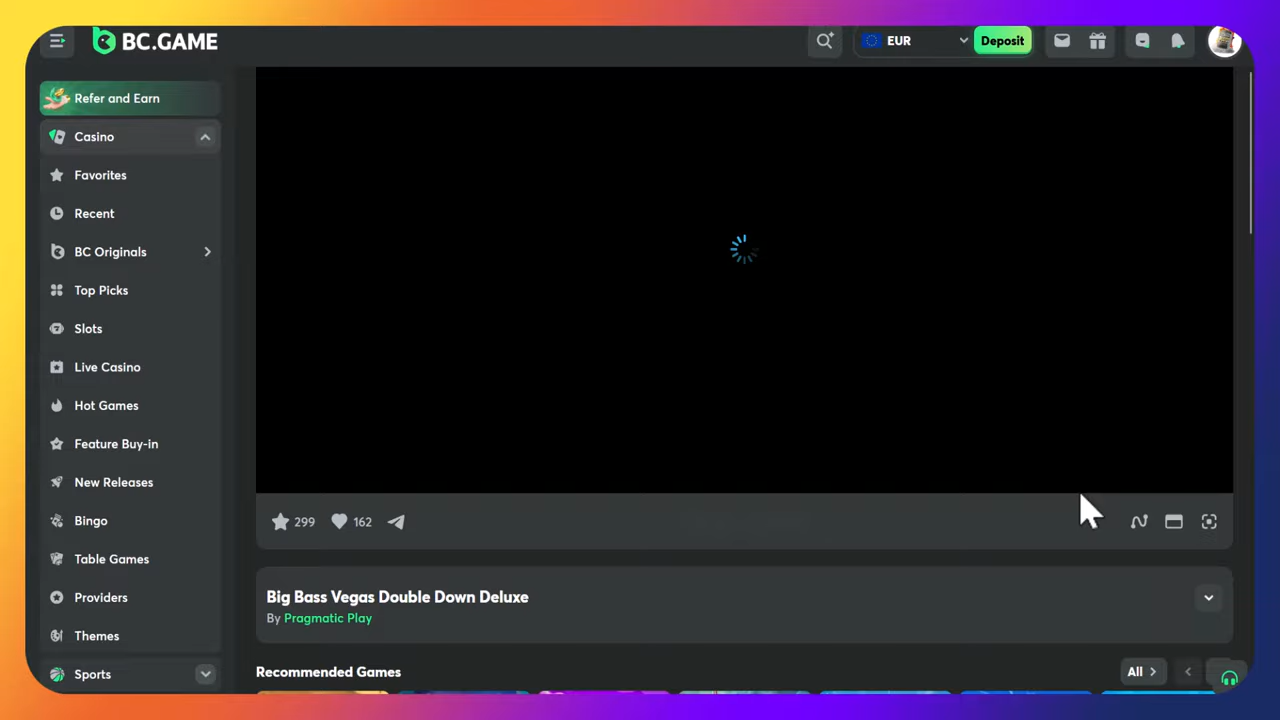 BC.GAME
EUR
Deposit
Refer and Earn
Casino
Favorites
Recent
BC Originals
Top Picks
Slots
Live Casino
Hot Games
Feature Buy-in
New Releases
Bingo
Table Games
Providers
Themes
Sports
299
162
Big Bass Vegas Double Down Deluxe
By Pragmatic Play
Recommended Games
All